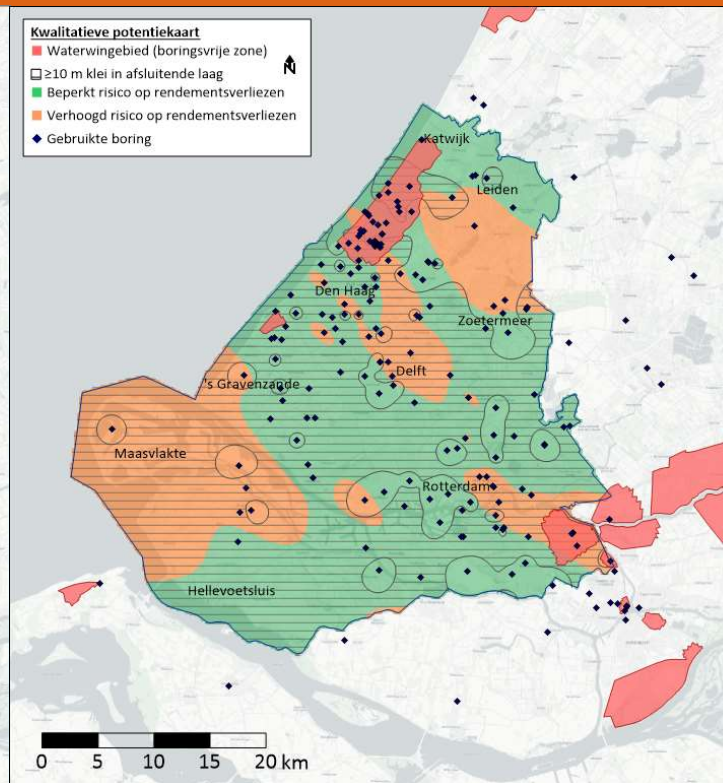 Kwalitatieve potentiekaart
Waterwingebied (boringsvrije zone)
≥10 m klei in afsluitende laag
Beperkt risico op rendementsverliezen
Verhoogd risico op rendementsverliezen
Gebruikte boring
N
Katwijk
Leiden
Den Haag
Zoetermeer
's Gravenzande
Delft
Maasvlakte
Rotterdam
Hellevoetsluis
0 5 10 15 20 km